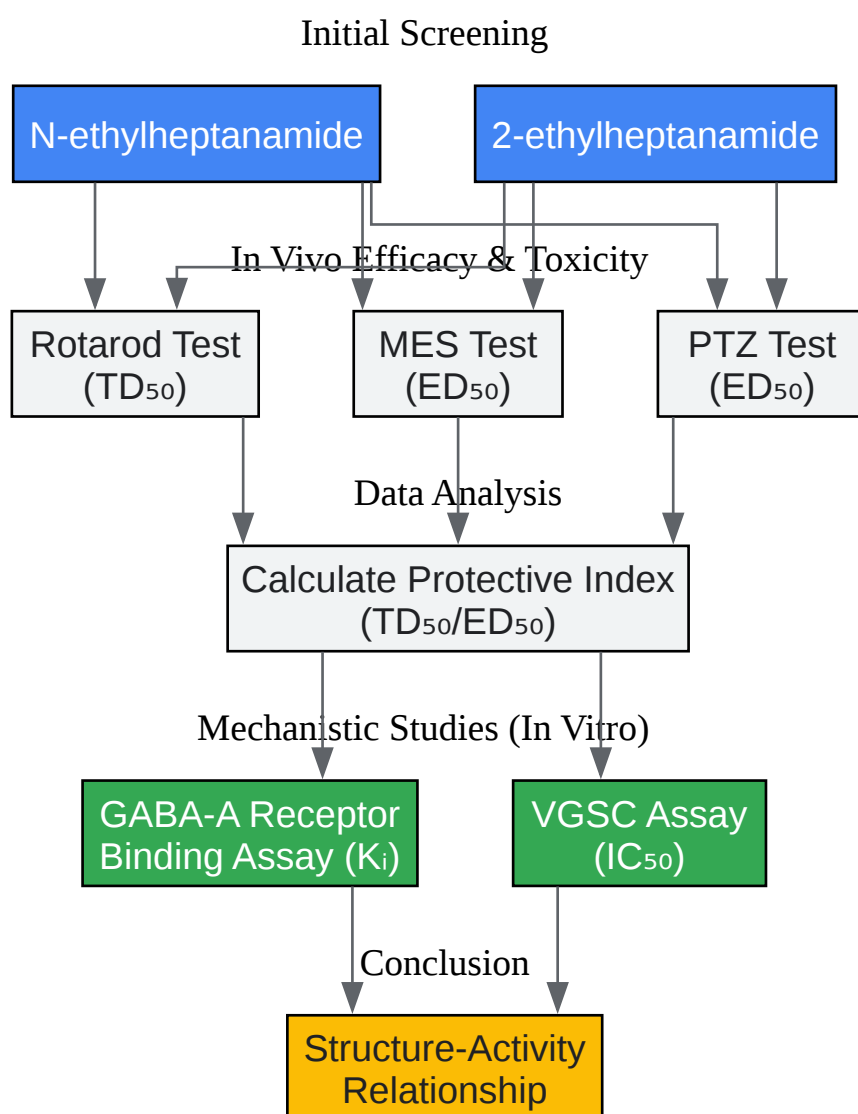 Initial Screening
N-ethylheptanamide
2-ethylheptanamide
In Vivo Efficacy & Toxicity
Rotarod Test
(TD₅₀)
MES Test
(ED₅₀)
PTZ Test
(ED₅₀)
Data Analysis
Calculate Protective Index
(TD₅₀/ED₅₀)
Mechanistic Studies (In Vitro)
GABA-A Receptor
Binding Assay (Kᵢ)
VGSC Assay
(IC₅₀)
Conclusion
Structure-Activity
Relationship